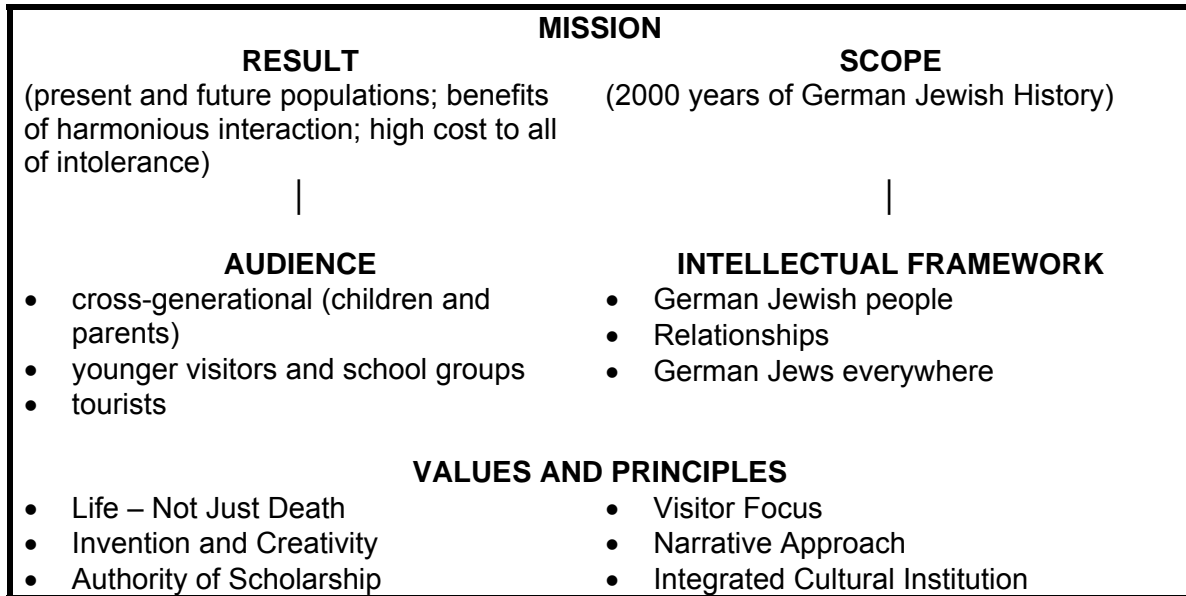 MISSION
RESULT
(present and future populations; benefits
of harmonious interaction; high cost to all
of intolerance)
SCOPE
(2000 years of German Jewish History)
AUDIENCE
• cross-generational (children and
parents)
• younger visitors and school groups
• tourists
INTELLECTUAL FRAMEWORK
• German Jewish people
• Relationships
• German Jews everywhere
VALUES AND PRINCIPLES
• Life – Not Just Death
• Invention and Creativity
• Authority of Scholarship
• Visitor Focus
• Narrative Approach
• Integrated Cultural Institution